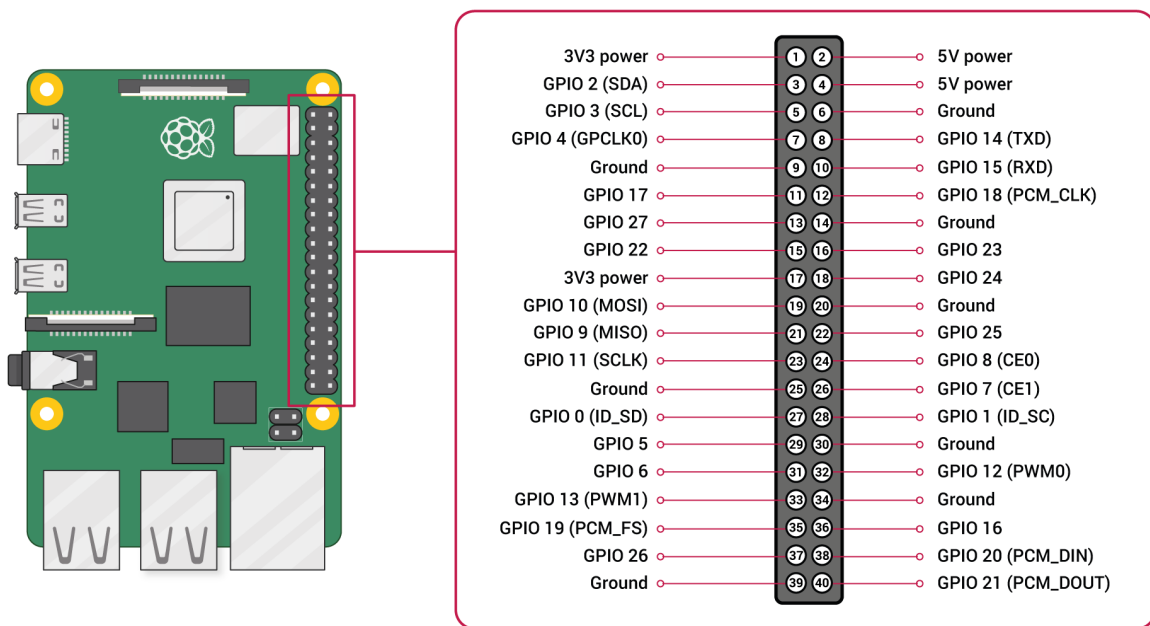 3V3 power 1 2 5V power
GPIO 2 (SDA) 3 4 5V power
GPIO 3 (SCL) 5 6 Ground
GPIO 4 (GPCLK0) 7 8 GPIO 14 (TXD)
Ground 9 10 GPIO 15 (RXD)
GPIO 17 11 12 GPIO 18 (PCM_CLK)
GPIO 27 13 14 Ground
GPIO 22 15 16 GPIO 23
3V3 power 17 18 GPIO 24
GPIO 10 (MOSI) 19 20 Ground
GPIO 9 (MISO) 21 22 GPIO 25
GPIO 11 (SCLK) 23 24 GPIO 8 (CE0)
Ground 25 26 GPIO 7 (CE1)
GPIO 0 (ID_SD) 27 28 GPIO 1 (ID_SC)
GPIO 5 29 30 Ground
GPIO 6 31 32 GPIO 12 (PWM0)
GPIO 13 (PWM1) 33 34 Ground
GPIO 19 (PCM_FS) 35 36 GPIO 16
GPIO 26 37 38 GPIO 20 (PCM_DIN)
Ground 39 40 GPIO 21 (PCM_DOUT)